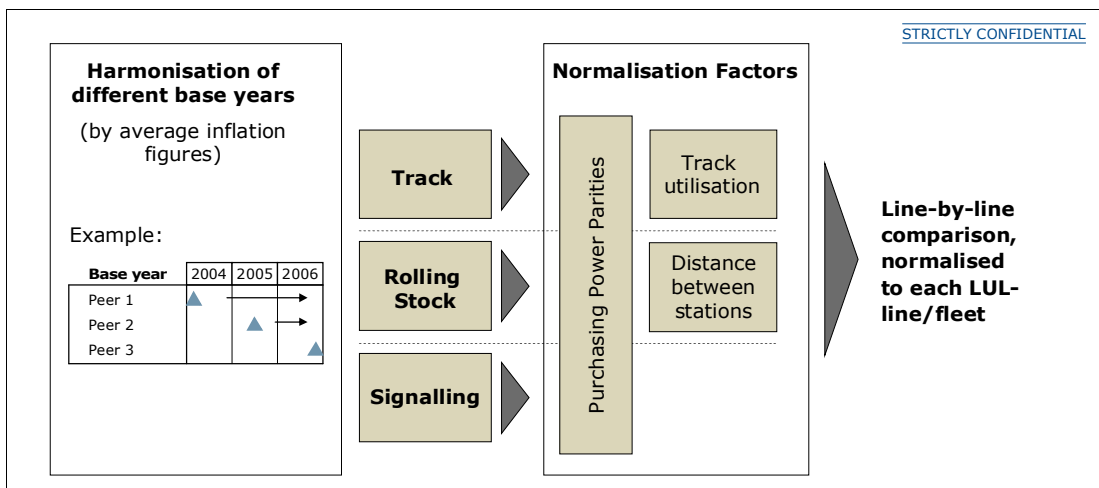 STRICTLY CONFIDENTIAL
Harmonisation of
different base years
(by average inflation
figures)
Example:
Base year 2004 2005 2006
Peer 1
Peer 2
Peer 3
Track
Rolling
Stock
Signalling
Normalisation Factors
Purchasing Power Parities
Track
utilisation
Distance
between
stations
Line-by-line
comparison,
normalised
to each LUL-
line/fleet